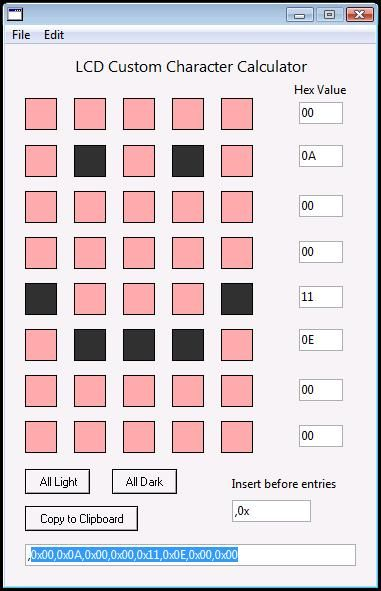 File Edit
LCD Custom Character Calculator
Hex Value
00
0A
00
00
11
0E
00
00
All Light All Dark
Insert before entries
,0x
Copy to Clipboard
,0x00,0x0A,0x00,0x00,0x11,0x0E,0x00,0x00